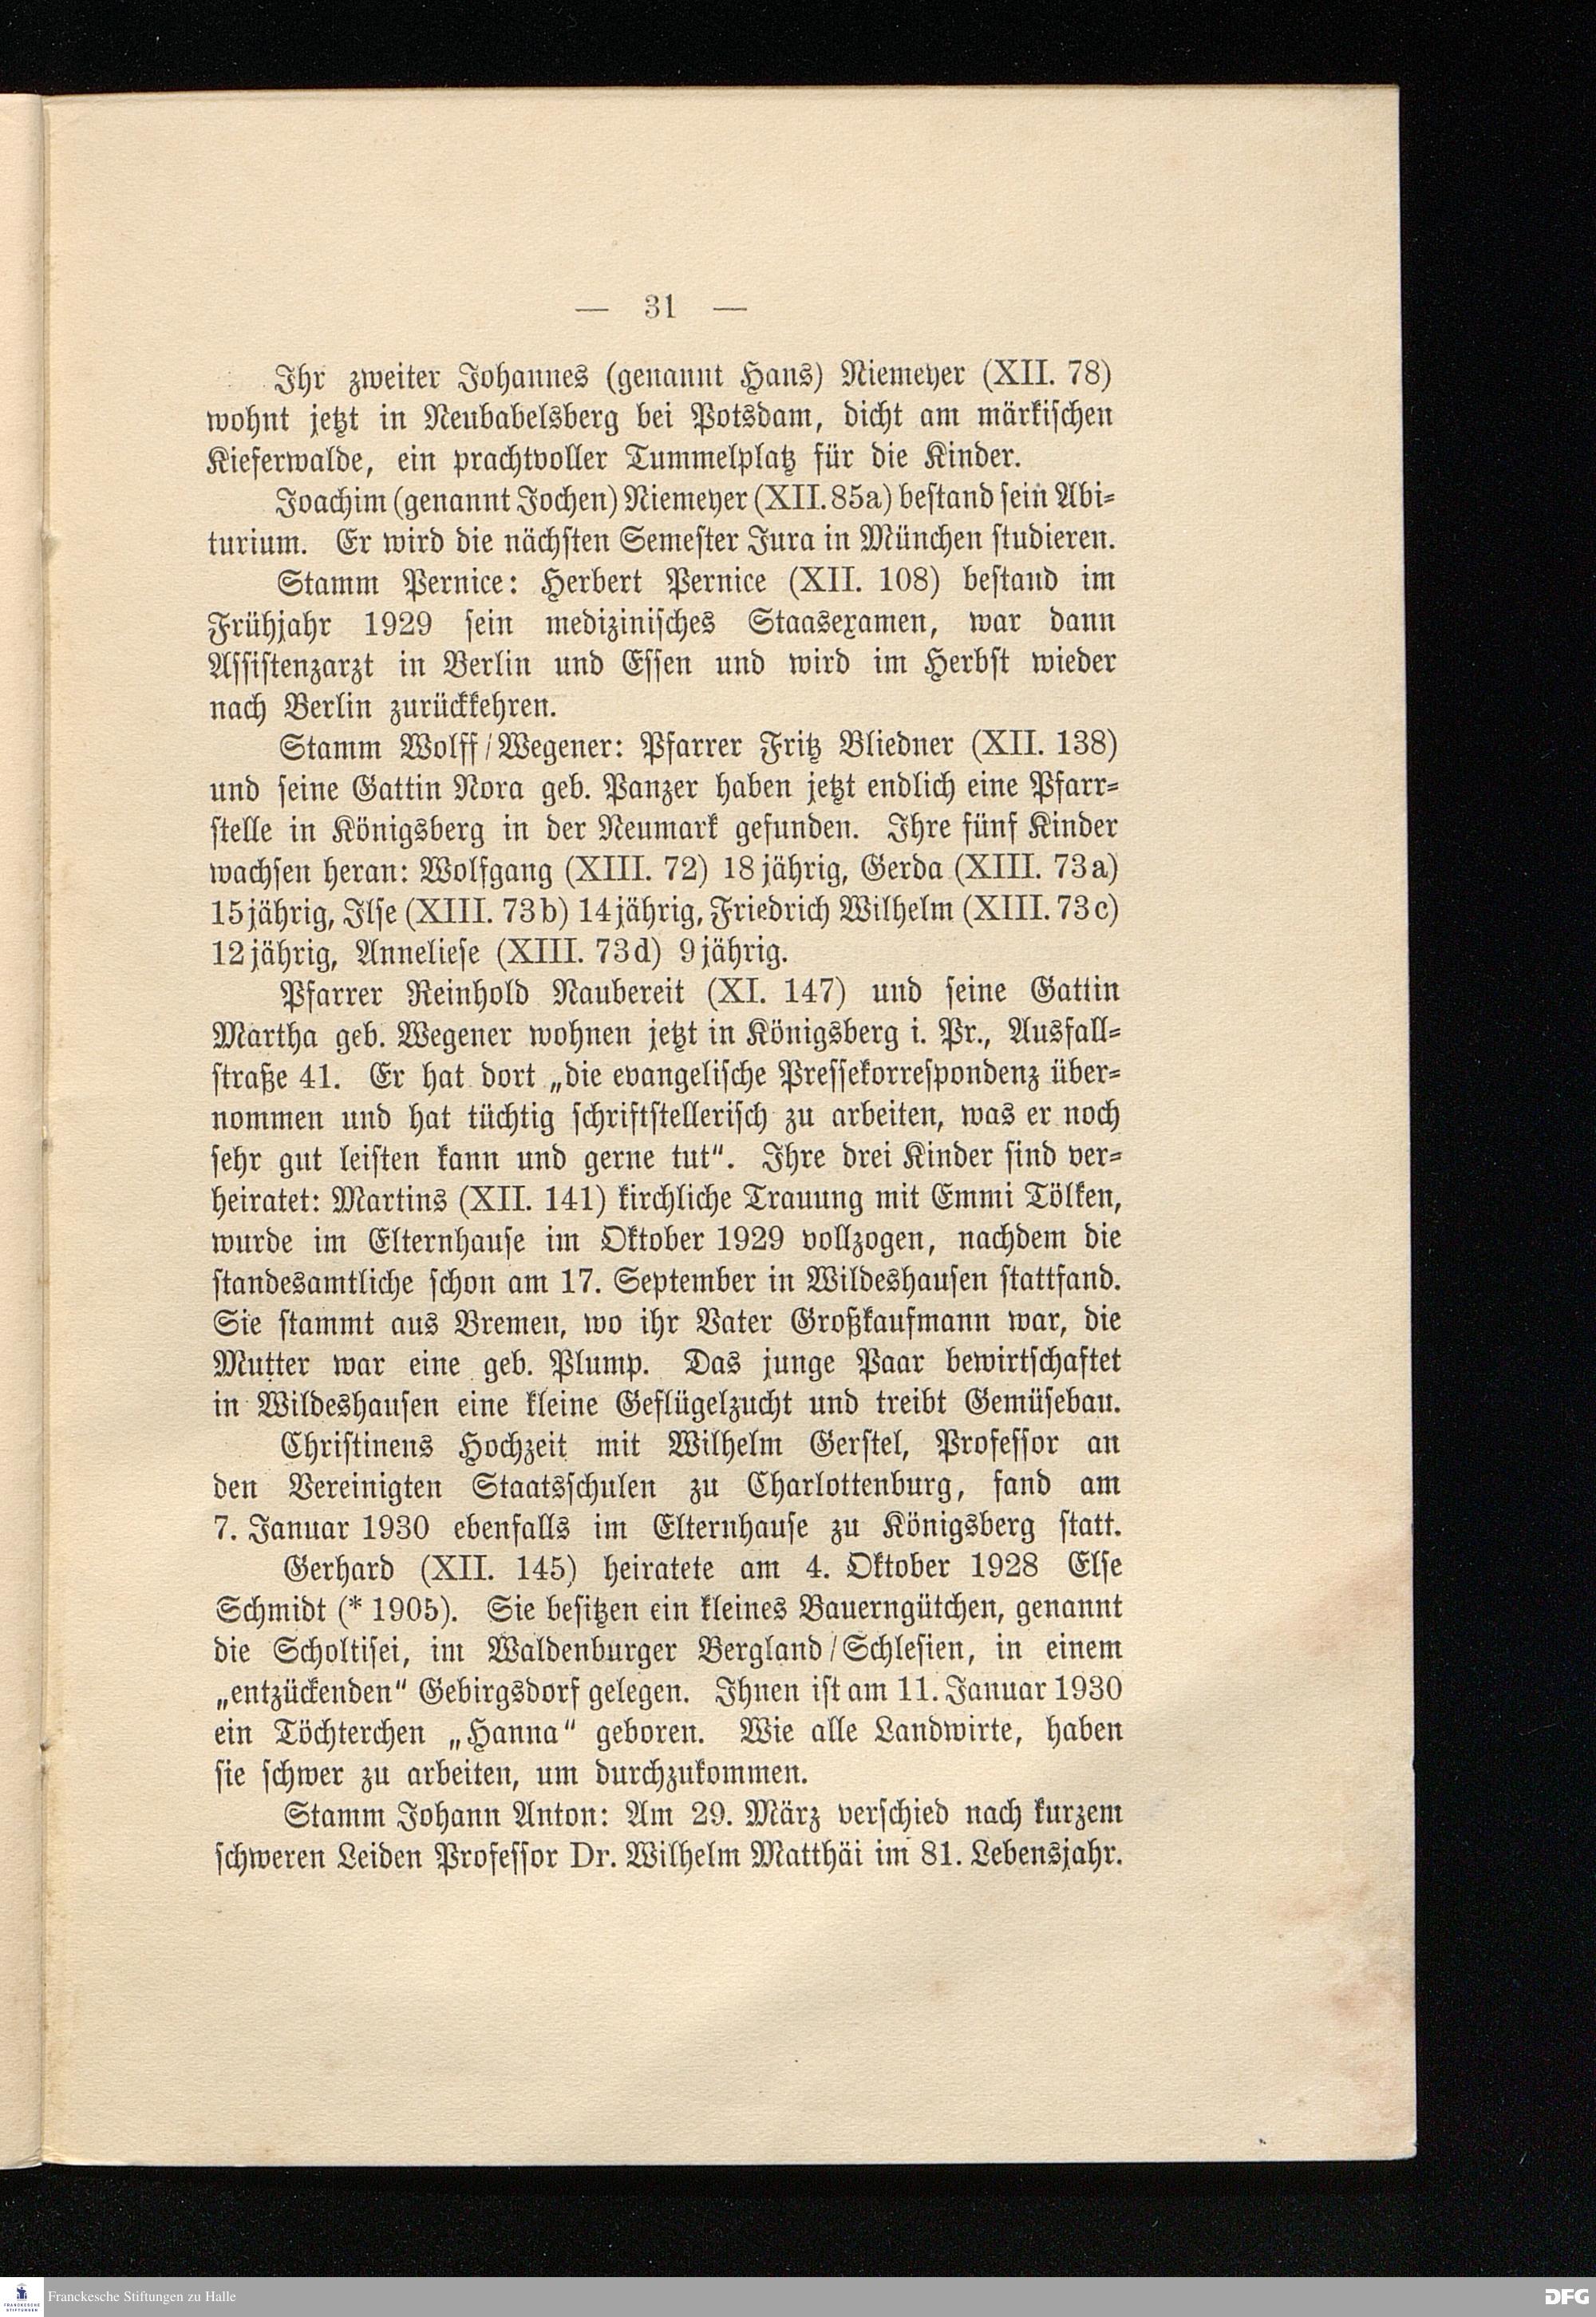 — 31 —
Ihr zweiter Johannes (genannt Hans) Niemeyer (XII. 78)
wohnt jetzt in Neubabelsberg bei Potsdam, dicht am märkischen
Kieferwalde, ein prachtvoller Tummelplatz für die Kinder.
Joachim (genannt Jochen) Niemeyer (XII. 85a) bestand sein Abi-
turium. Er wird die nächsten Semester Jura in München studieren.
Stamm Pernice: Herbert Pernice (XII. 108) bestand im
Frühjahr 1929 sein medizinisches Staasexamen, war dann
Assistenzarzt in Berlin und Essen und wird im Herbst wieder
nach Berlin zurückkehren.
Stamm Wolff/Wegener: Pfarrer Fritz Bliedner (XII. 138)
und seine Gattin Nora geb. Panzer haben jetzt endlich eine Pfarr-
stelle in Königsberg in der Neumark gefunden. Ihre fünf Kinder
wachsen heran: Wolfgang (XIII. 72) 18jährig, Gerda (XIII. 73a)
15jährig, Ilse (XIII. 73b) 14jährig, Friedrich Wilhelm (XIII. 73c)
12jährig, Anneliese (XIII. 73d) 9jährig.
Pfarrer Reinhold Naubereit (XI. 147) und seine Gattin
Martha geb. Wegener wohnen jetzt in Königsberg i. Pr., Ausfall-
straße 41. Er hat dort „die evangelische Pressekorrespondenz über-
nommen und hat tüchtig schriftstellerisch zu arbeiten, was er noch
sehr gut leisten kann und gerne tut“. Ihre drei Kinder sind ver-
heiratet: Martins (XII. 141) kirchliche Trauung mit Emmi Tölken,
wurde im Elternhause im Oktober 1929 vollzogen, nachdem die
standesamtliche schon am 17. September in Wildeshausen stattfand.
Sie stammt aus Bremen, wo ihr Vater Großkaufmann war, die
Mutter war eine geb. Plump. Das junge Paar bewirtschaftet
in Wildeshausen eine kleine Geflügelzucht und treibt Gemüsebau.
Christinens Hochzeit mit Wilhelm Gerstel, Professor an
den Vereinigten Staatsschulen zu Charlottenburg, fand am
7. Januar 1930 ebenfalls im Elternhause zu Königsberg statt.
Gerhard (XII. 145) heiratete am 4. Oktober 1928 Else
Schmidt (* 1905). Sie besitzen ein kleines Bauerngütchen, genannt
die Scholtisei, im Waldenburger Bergland/Schlesien, in einem
„entzückenden“ Gebirgsdorf gelegen. Ihnen ist am 11. Januar 1930
ein Töchterchen „Hanna“ geboren. Wie alle Landwirte, haben
sie schwer zu arbeiten, um durchzukommen.
Stamm Johann Anton: Am 29. März verschied nach kurzem
schweren Leiden Professor Dr. Wilhelm Matthäi im 81. Lebensjahr.
FRANCKESCHE
STIFTUNGEN
Franckesche Stiftungen zu Halle
DFG